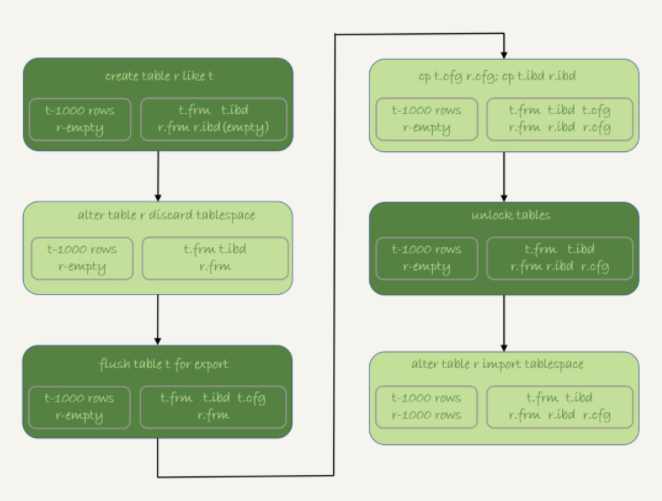 create table r like t
t-1000 rows
r-empty
t.frm t.ibd
r.frm r.ibd(empty)
alter table r discard tablespace
t-1000 rows
r-empty
t.frm t.ibd
r.frm
flush table t for export
t-1000 rows
r-empty
t.frm t.ibd t.cfg
r.frm
cp t.cfg r.cfg; cp t.ibd r.ibd
t-1000 rows
r-empty
t.frm t.ibd t.cfg
r.frm r.ibd r.cfg
unlock tables
t-1000 rows
r-empty
t.frm t.ibd
r.frm r.ibd r.cfg
alter table r import tablespace
t-1000 rows
r-1000 rows
t.frm t.ibd
r.frm r.ibd r.cfg